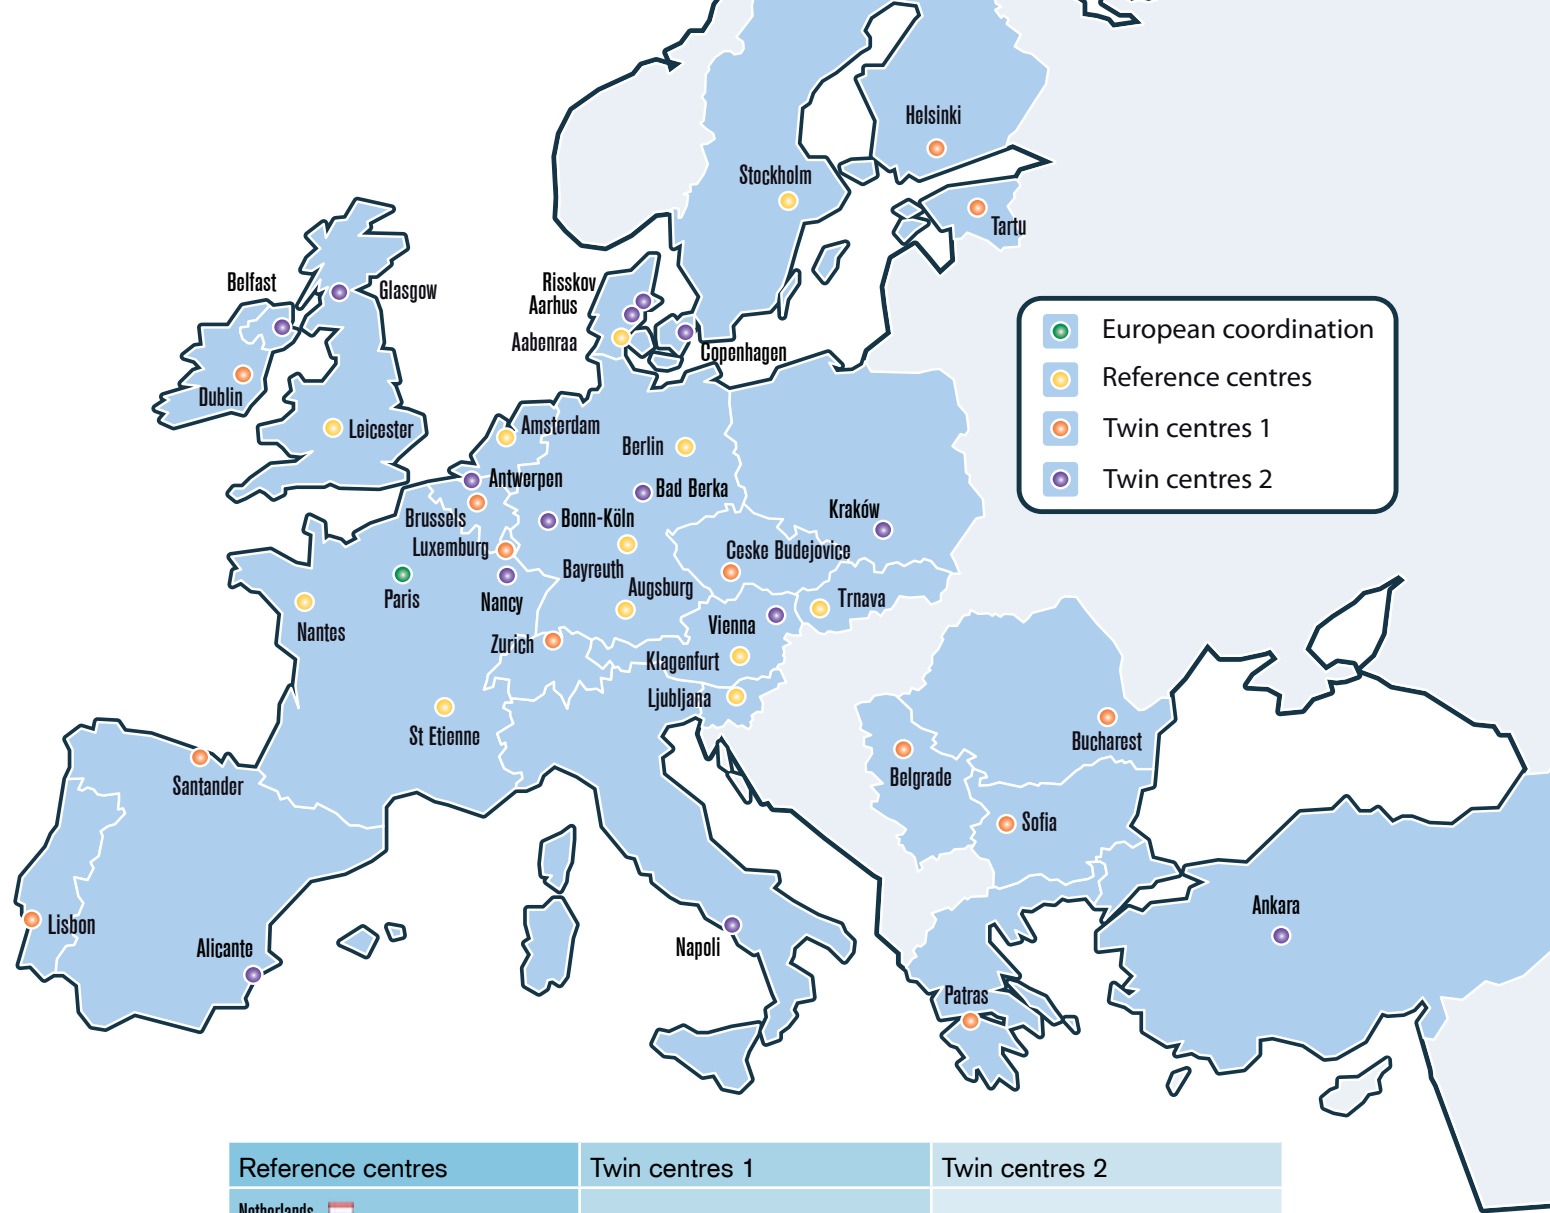 Helsinki
Stockholm
Tartu
Belfast
Glasgow
Risskov
Aarhus
Aabenraa
Copenhagen
Dublin
Leicester
European coordination
Reference centres
Twin centres 1
Twin centres 2
Amsterdam
Berlin
Antwerpen
Bad Berka
Brussels
Bonn-Köln
Kraków
Luxemburg
Ceske Budejovice
Bayreuth
Paris
Nancy
Augsburg
Trnava
Nantes
Vienna
Zurich
Klagenfurt
Ljubljana
St Etienne
Bucharest
Santander
Belgrade
Sofia
Lisbon
Alicante
Napoli
Ankara
Patras
Reference centres
Twin centres 1
Twin centres 2
Netherlands